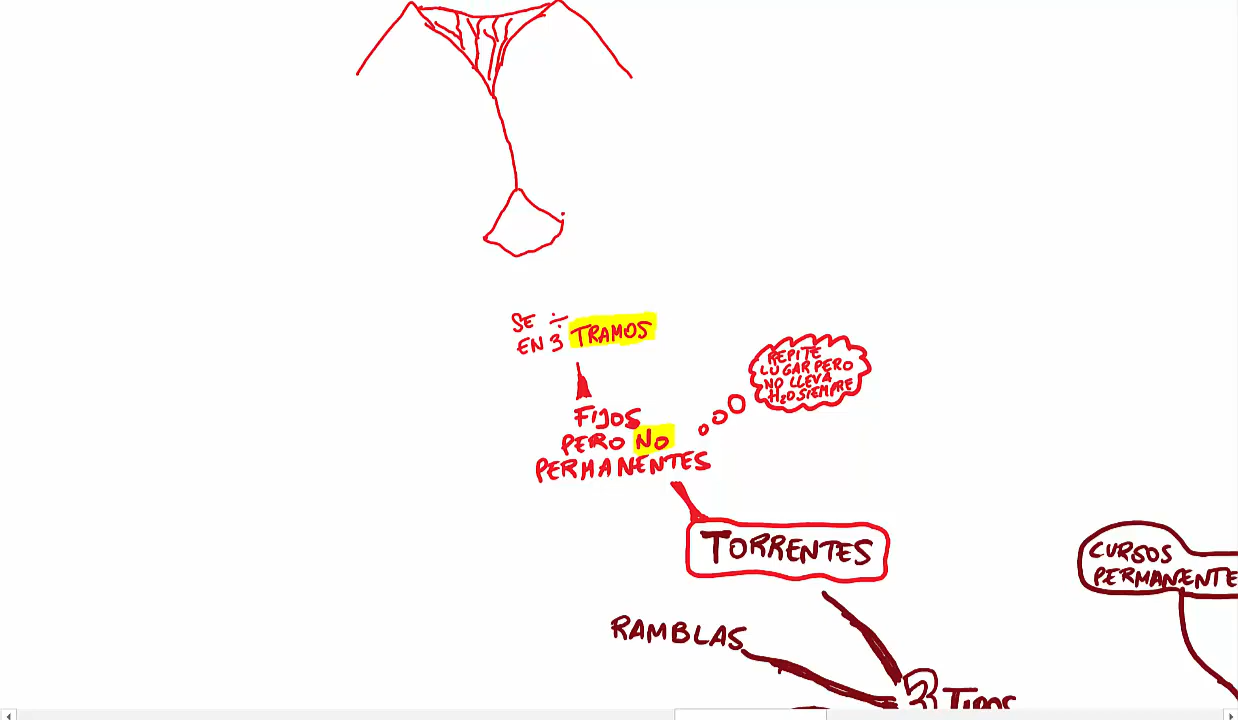 SE ÷
EN 3 TRAMOS
REPITE
LUGAR PERO
NO LLEVA
H₂O SIEMPRE
FIJOS
PERO NO
PERMANENTES
TORRENTES
CURSOS
PERMANENTE
RAMBLAS
3 TIPOS